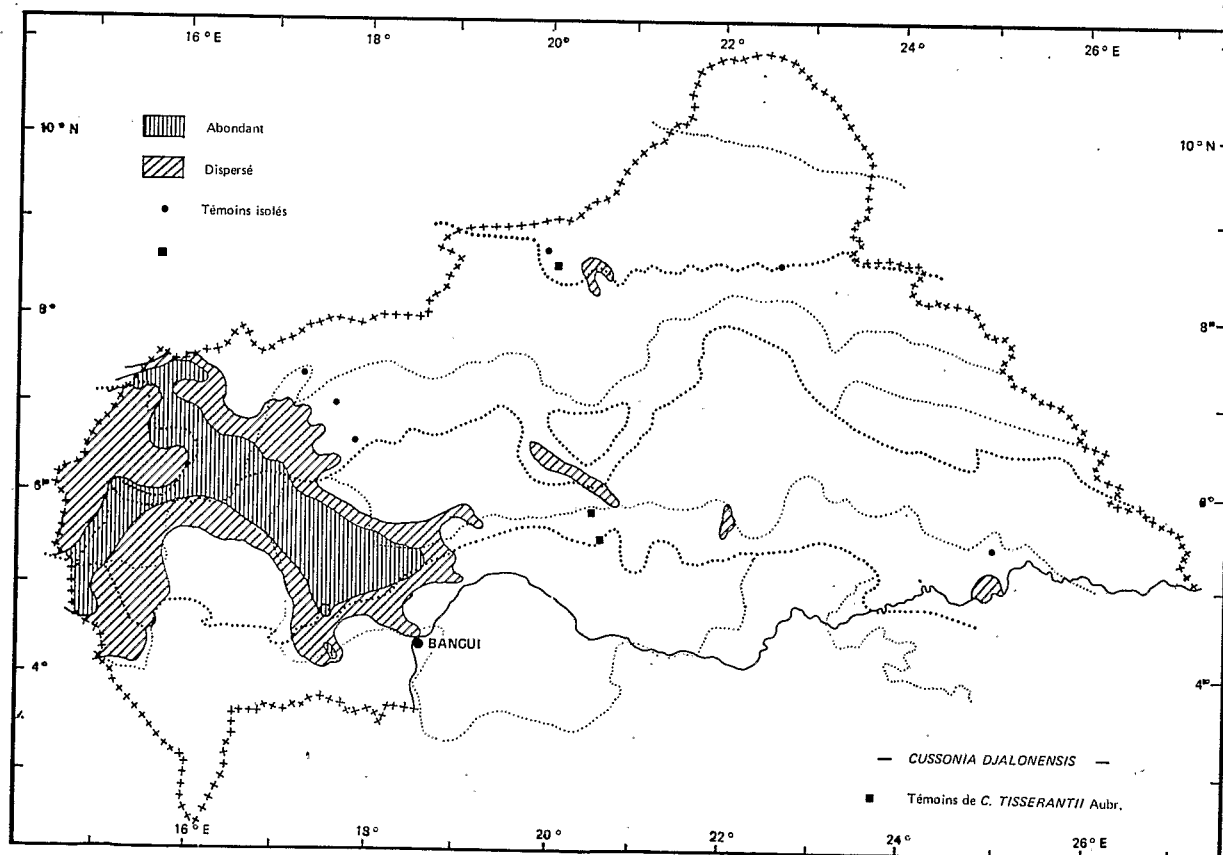 16° E 18° 20° 22° 24° 26° E
10° N
10° N
Abondant
Dispersé
Témoins isolés
8°
8°
6°
6°
BANGUI
4°
4°
— CUSSONIA DJALONENSIS —
Témoins de C. TISSERANTII Aubr.
16° E 18° 20° 22° 24° 26° E